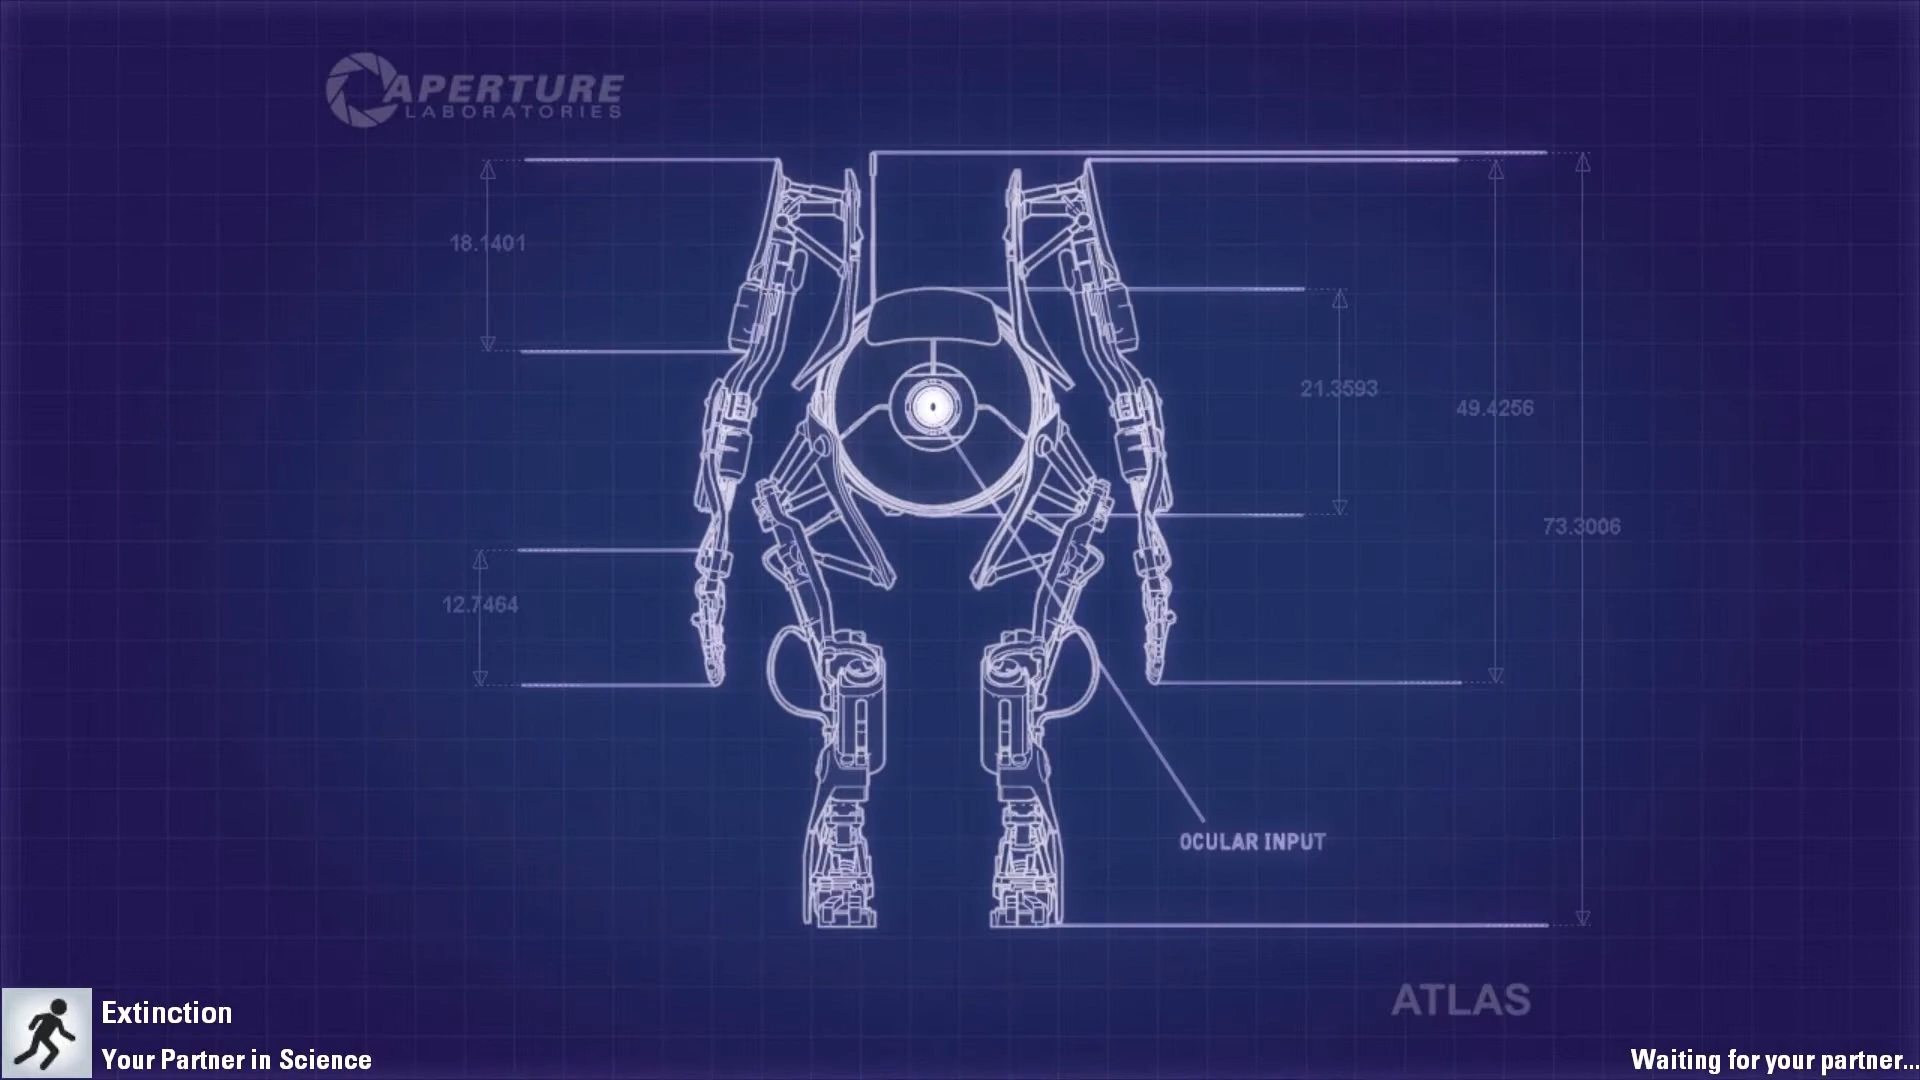 APERTURE
LABORATORIES
18.1401
21.3593
49.4256
73.3006
12.7464
OCULAR INPUT
ATLAS
Extinction
Your Partner in Science
Waiting for your partner...